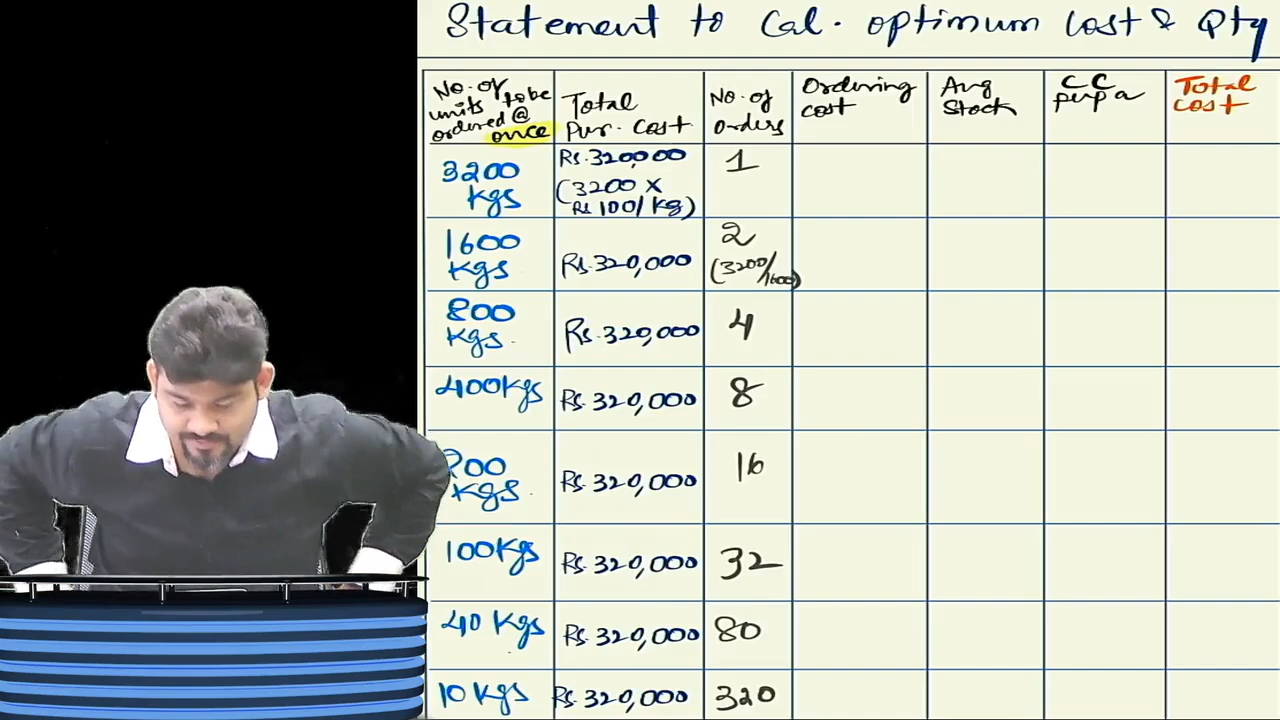 Statement to Cal. optimum Cost & Qty
No. of units to be ordered @ once
Total Pur. Cost
No. of Orders
Ordering cost
Avg Stock
C C pupa
Total cost
3200 Kgs
Rs. 320,000 (3200 x Rs 100/Kg)
1
1600 Kgs
Rs. 320,000
2 (3200/1600)
800 Kgs.
Rs. 320,000
4
400 Kgs
Rs. 320,000
8
200 Kgs
Rs. 320,000
16
100 Kgs
Rs. 320,000
32
40 Kgs
Rs. 320,000
80
10 Kgs
Rs. 320,000
320